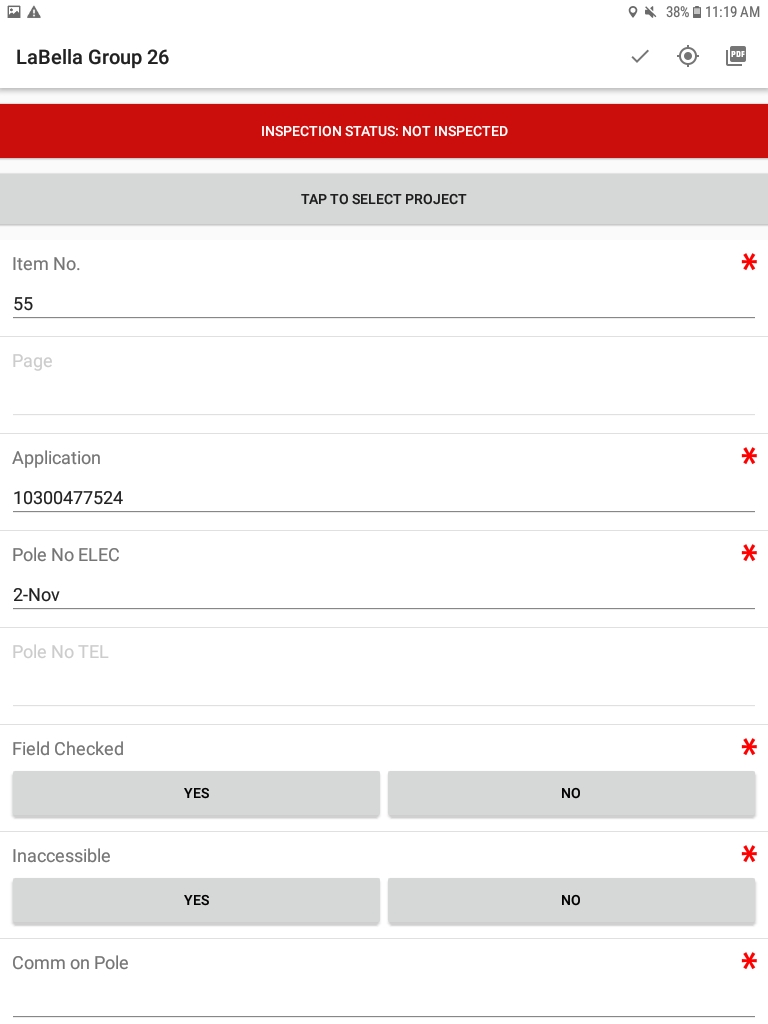 38% 11:19 AM
LaBella Group 26
PDF
INSPECTION STATUS: NOT INSPECTED
TAP TO SELECT PROJECT
Item No. *
55
Page
Application *
10300477524
Pole No ELEC *
2-Nov
Pole No TEL
Field Checked *
YES NO
Inaccessible *
YES NO
Comm on Pole *